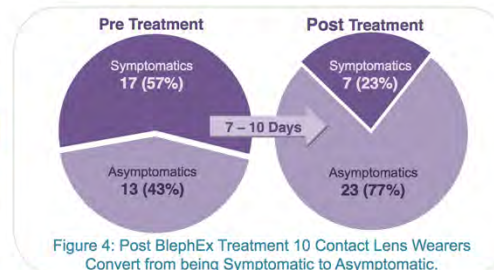 Pre Treatment
Symptomatics
17 (57%)
Asymptomatics
13 (43%)
7 – 10 Days
Post Treatment
Symptomatics
7 (23%)
Asymptomatics
23 (77%)
Figure 4: Post BlephEx Treatment 10 Contact Lens Wearers
Convert from being Symptomatic to Asymptomatic.